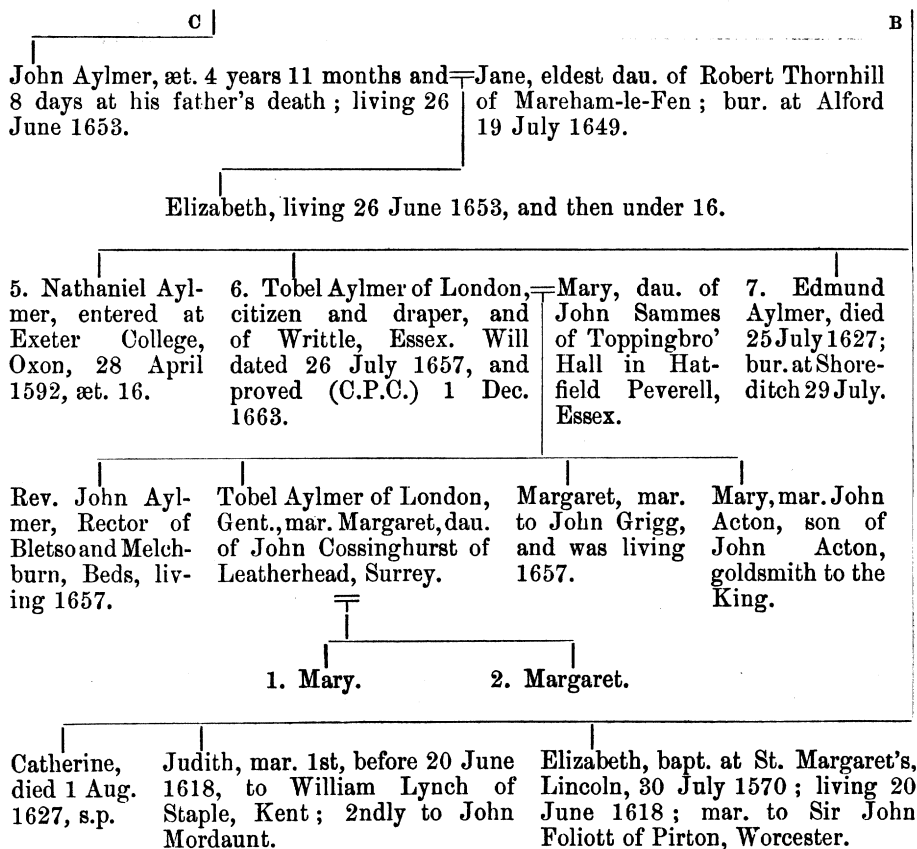 C
B
John Aylmer, æt. 4 years 11 months and
8 days at his father's death ; living 26
June 1653.
Jane, eldest dau. of Robert Thornhill
of Mareham-le-Fen ; bur. at Alford
19 July 1649.
Elizabeth, living 26 June 1653, and then under 16.
5. Nathaniel Ayl-
mer, entered at
Exeter College,
Oxon, 28 April
1592, æt. 16.
6. Tobel Aylmer of London,
citizen and draper, and
of Writtle, Essex. Will
dated 26 July 1657, and
proved (C.P.C.) 1 Dec.
1663.
Mary, dau. of
John Sammes
of Toppingbro'
Hall in Hat-
field Peverell,
Essex.
7. Edmund
Aylmer, died
25 July 1627;
bur. at Shore-
ditch 29 July.
Rev. John Ayl-
mer, Rector of
Bletso and Melch-
burn, Beds, liv-
ing 1657.
Tobel Aylmer of London,
Gent., mar. Margaret, dau.
of John Cossinghurst of
Leatherhead, Surrey.
Margaret, mar.
to John Grigg,
and was living
1657.
Mary, mar. John
Acton, son of
John Acton,
goldsmith to the
King.
1. Mary.
2. Margaret.
Catherine,
died 1 Aug.
1627, s.p.
Judith, mar. 1st, before 20 June
1618, to William Lynch of
Staple, Kent ; 2ndly to John
Mordaunt.
Elizabeth, bapt. at St. Margaret's,
Lincoln, 30 July 1570 ; living 20
June 1618 ; mar. to Sir John
Foliott of Pirton, Worcester.